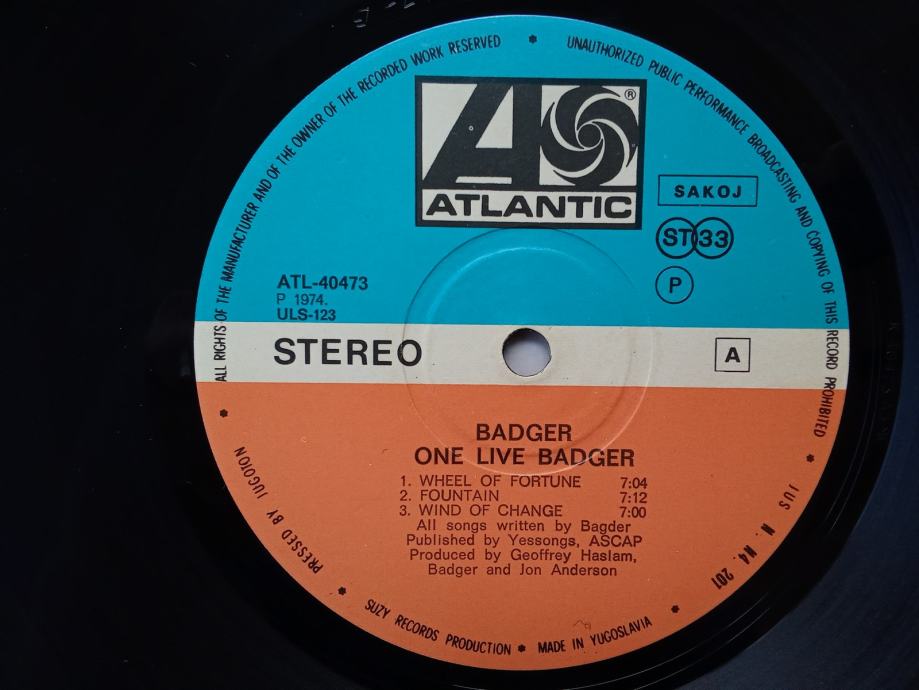 ALL RIGHTS OF THE MANUFACTURER AND OF THE OWNER OF THE RECORDED WORK RESERVED * UNAUTHORIZED PUBLIC PERFORMANCE BROADCASTING AND COPYING OF THIS RECORD PROHIBITED
®
ATLANTIC
SAKOJ
ST 33
P
ATL-40473
P 1974.
ULS-123
STEREO
A
BADGER
ONE LIVE BADGER
1. WHEEL OF FORTUNE 7:04
2. FOUNTAIN 7:12
3. WIND OF CHANGE 7:00
All songs written by Bagder
Published by Yessongs, ASCAP
Produced by Geoffrey Haslam,
Badger and Jon Anderson
* PRESSED BY JUGOTON * SUZY RECORDS PRODUCTION * MADE IN YUGOSLAVIA * JUS N. N4. 201 *